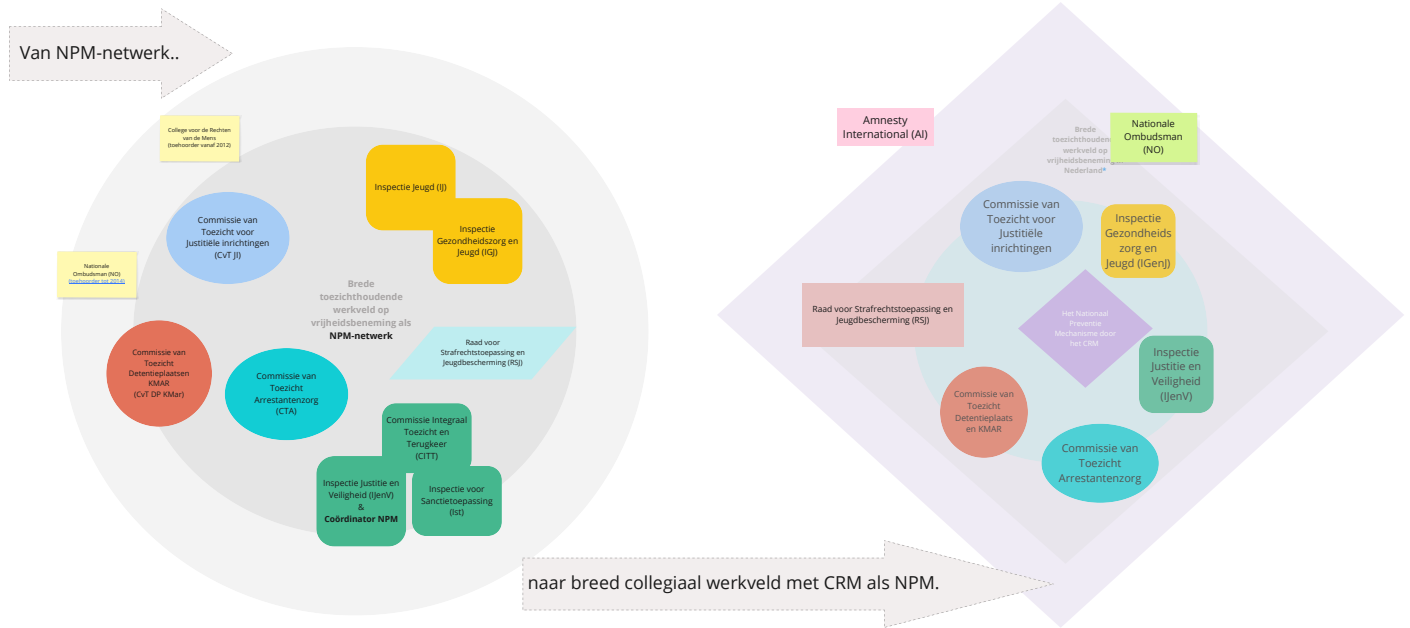 Van NPM-netwerk..
College voor de Rechten
van de Mens
(toehoorder vanaf 2012)
Inspectie Jeugd (IJ)
Commissie van
Toezicht voor
Justitiële inrichtingen
(CvT JI)
Inspectie
Gezondheidszorg en
Jeugd (IGJ)
Nationale
Ombudsman (NO)
(toehoorder tot 2014)
Brede
toezichthoudende
werkveld op
vrijheidsbeneming als
NPM-netwerk
Raad voor
Strafrechtstoepassing en
Jeugdbescherming (RSJ)
Commissie van
Toezicht
Detentieplaatsen
KMAR
(CvT DP KMar)
Commissie van
Toezicht
Arrestantenzorg
(CTA)
Commissie Integraal
Toezicht en
Terugkeer
(CITT)
Inspectie Justitie en
Veiligheid (IJenV)
&
Coördinator NPM
Inspectie voor
Sanctietoepassing
(Ist)
naar breed collegiaal werkveld met CRM als NPM.
Amnesty
International (AI)
Brede
toezichthouden
werkveld op
vrijheidsbeneming
Nederland*
Nationale
Ombudsman
(NO)
Commissie van
Toezicht voor
Justitiële
inrichtingen
Inspectie
Gezondheids
zorg en
Jeugd (IGenJ)
Raad voor Strafrechtstoepassing en
Jeugdbescherming (RSJ)
Het Nationaal
Preventie
Mechanisme door
het CRM
Inspectie
Justitie en
Veiligheid
(IJenV)
Commissie van
Toezicht
Detentieplaats
en KMAR
Commissie van
Toezicht
Arrestantenzorg